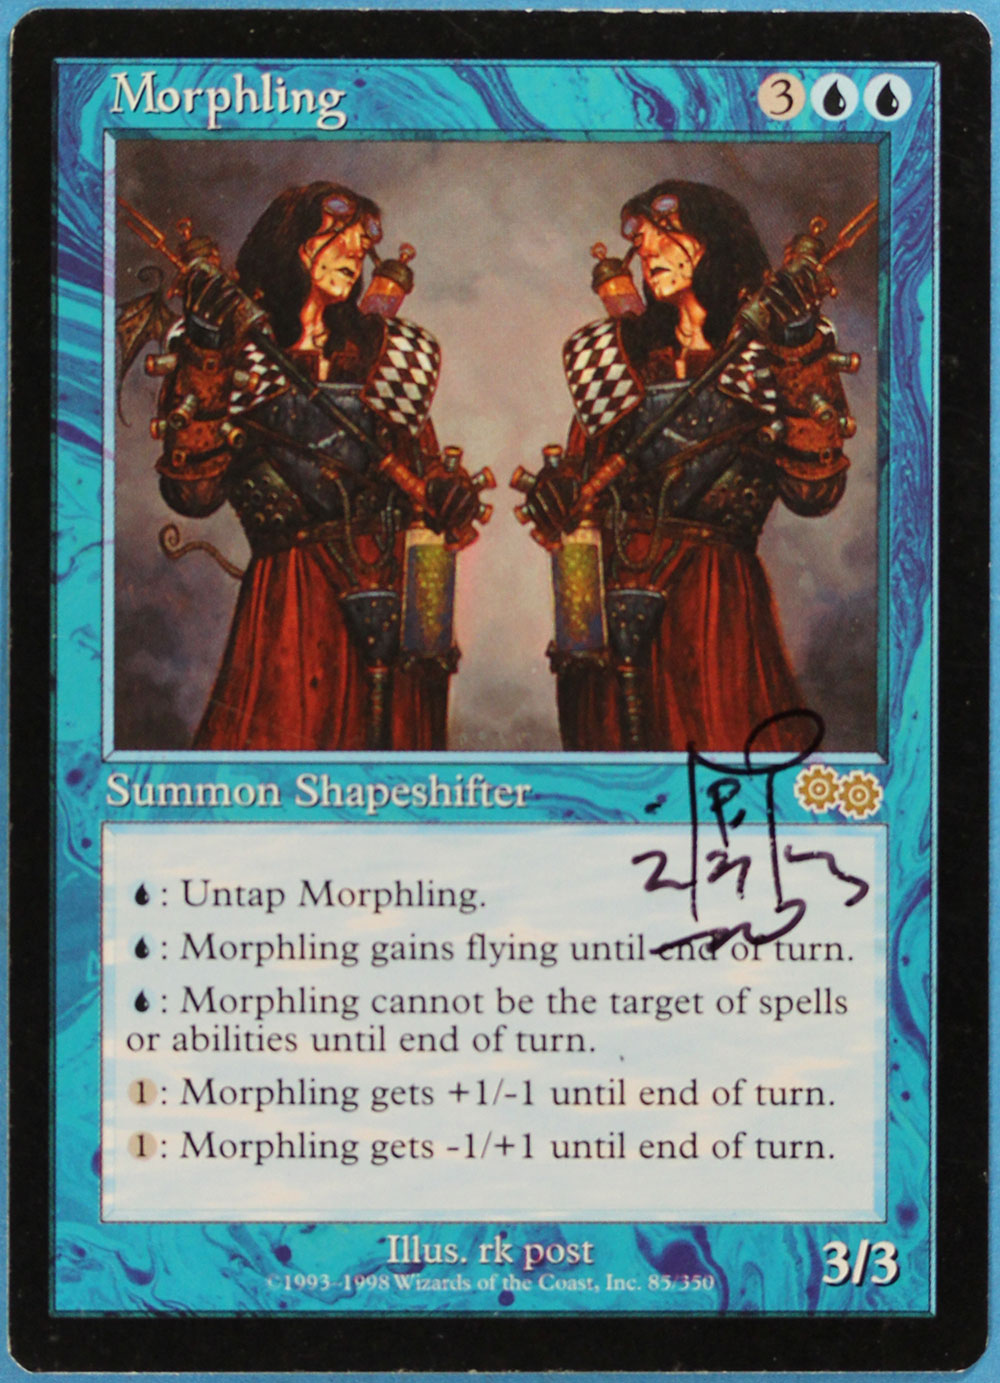 Morphling 3
Summon Shapeshifter
: Untap Morphling.
: Morphling gains flying until end of turn.
: Morphling cannot be the target of spells
or abilities until end of turn.
1: Morphling gets +1/-1 until end of turn.
1: Morphling gets -1/+1 until end of turn.
Illus. rk post
3/3
©1993-1998 Wizards of the Coast, Inc. 85/350